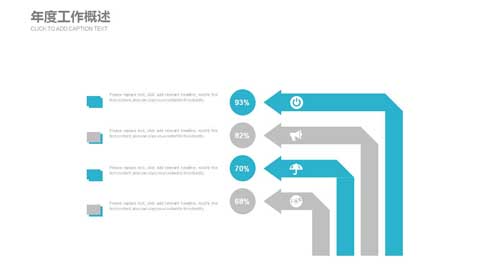 年度工作概述
CLICK TO ADD CAPTION TEXT
Please replace text, click add relevant headline, modify the
text content, also can copy your content to this directly.
93%
Please replace text, click add relevant headline, modify the
text content, also can copy your content to this directly.
82%
Please replace text, click add relevant headline, modify the
text content, also can copy your content to this directly.
70%
Please replace text, click add relevant headline, modify the
text content, also can copy your content to this directly.
68%